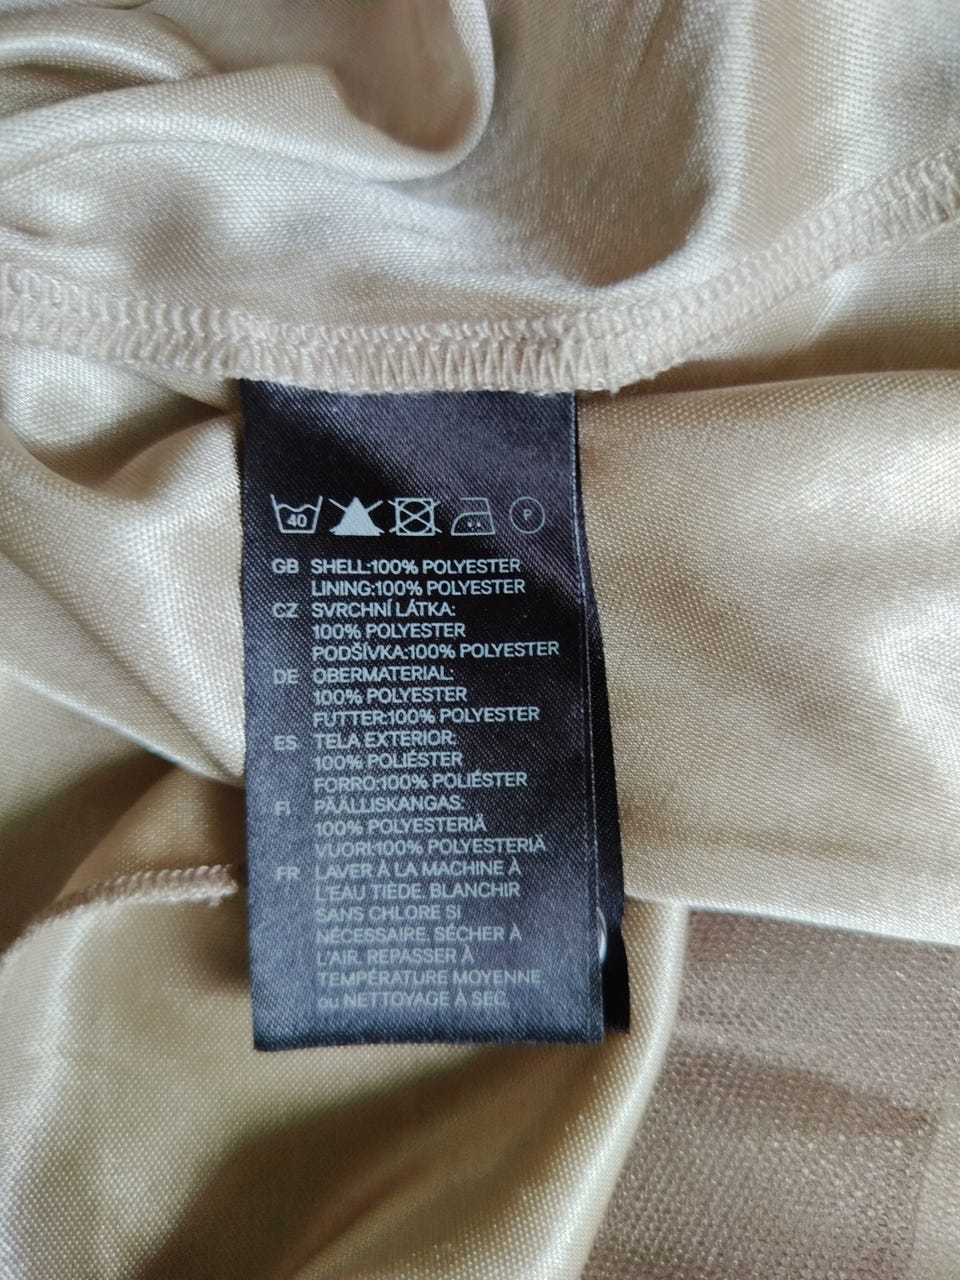 40 P
GB SHELL:100% POLYESTER
LINING:100% POLYESTER
CZ SVRCHNÍ LÁTKA:
100% POLYESTER
PODŠÍVKA:100% POLYESTER
DE OBERMATERIAL:
100% POLYESTER
FUTTER:100% POLYESTER
ES TELA EXTERIOR:
100% POLIÉSTER
FORRO:100% POLIÉSTER
FI PÄÄLLISKANGAS:
100% POLYESTERIÄ
VUORI:100% POLYESTERIÄ
FR LAVER À LA MACHINE À
L'EAU TIÈDE, BLANCHIR
SANS CHLORE SI
NÉCESSAIRE, SÉCHER À
L'AIR, REPASSER À
TEMPÉRATURE MOYENNE
ou NETTOYAGE À SEC.